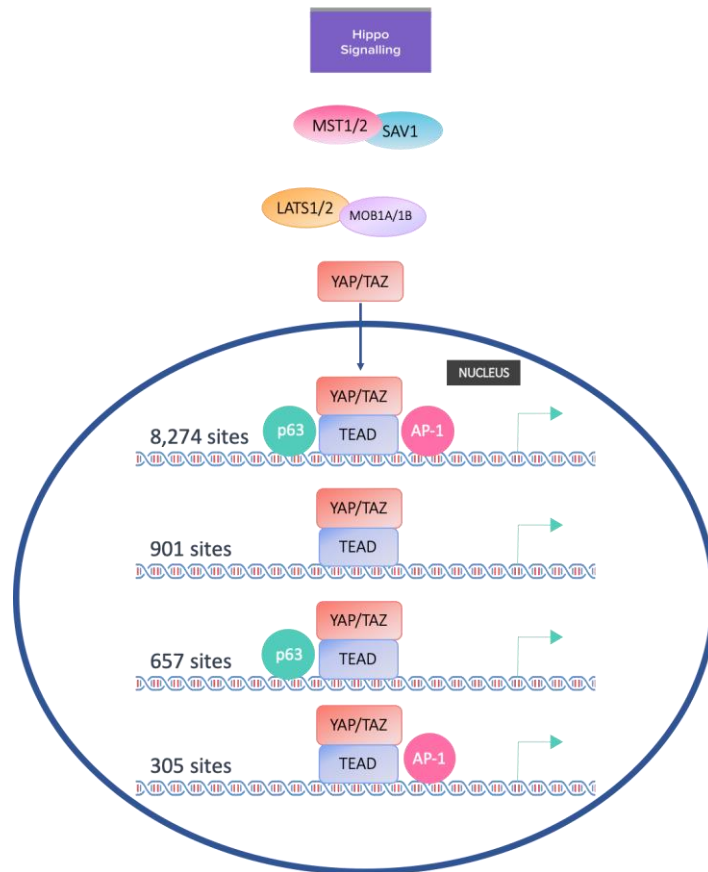 Hippo
Signalling
MST1/2
SAV1
LATS1/2
MOB1A/1B
YAP/TAZ
NUCLEUS
YAP/TAZ
8,274 sites
p63
TEAD
AP-1
YAP/TAZ
901 sites
TEAD
YAP/TAZ
657 sites
p63
TEAD
YAP/TAZ
305 sites
TEAD
AP-1